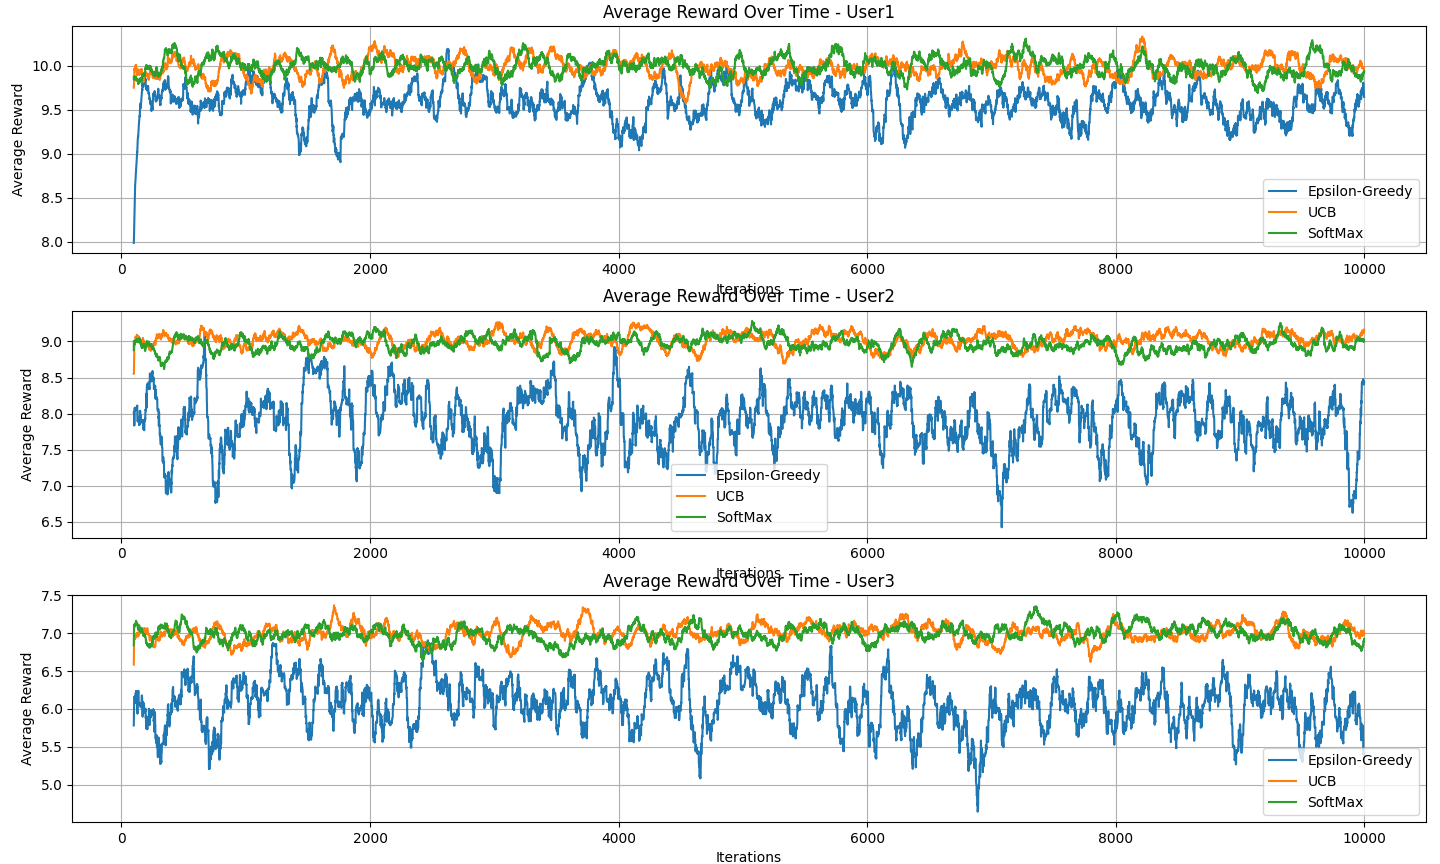 Average Reward Over Time - User1
Average Reward
10.0
9.5
9.0
8.5
8.0
Epsilon-Greedy
UCB
SoftMax
0 2000 4000 6000 8000 10000
Iterations
Average Reward Over Time - User2
Average Reward
9.0
8.5
8.0
7.5
7.0
6.5
Epsilon-Greedy
UCB
SoftMax
0 2000 4000 6000 8000 10000
Iterations
Average Reward Over Time - User3
Average Reward
7.5
7.0
6.5
6.0
5.5
5.0
Epsilon-Greedy
UCB
SoftMax
0 2000 4000 6000 8000 10000
Iterations